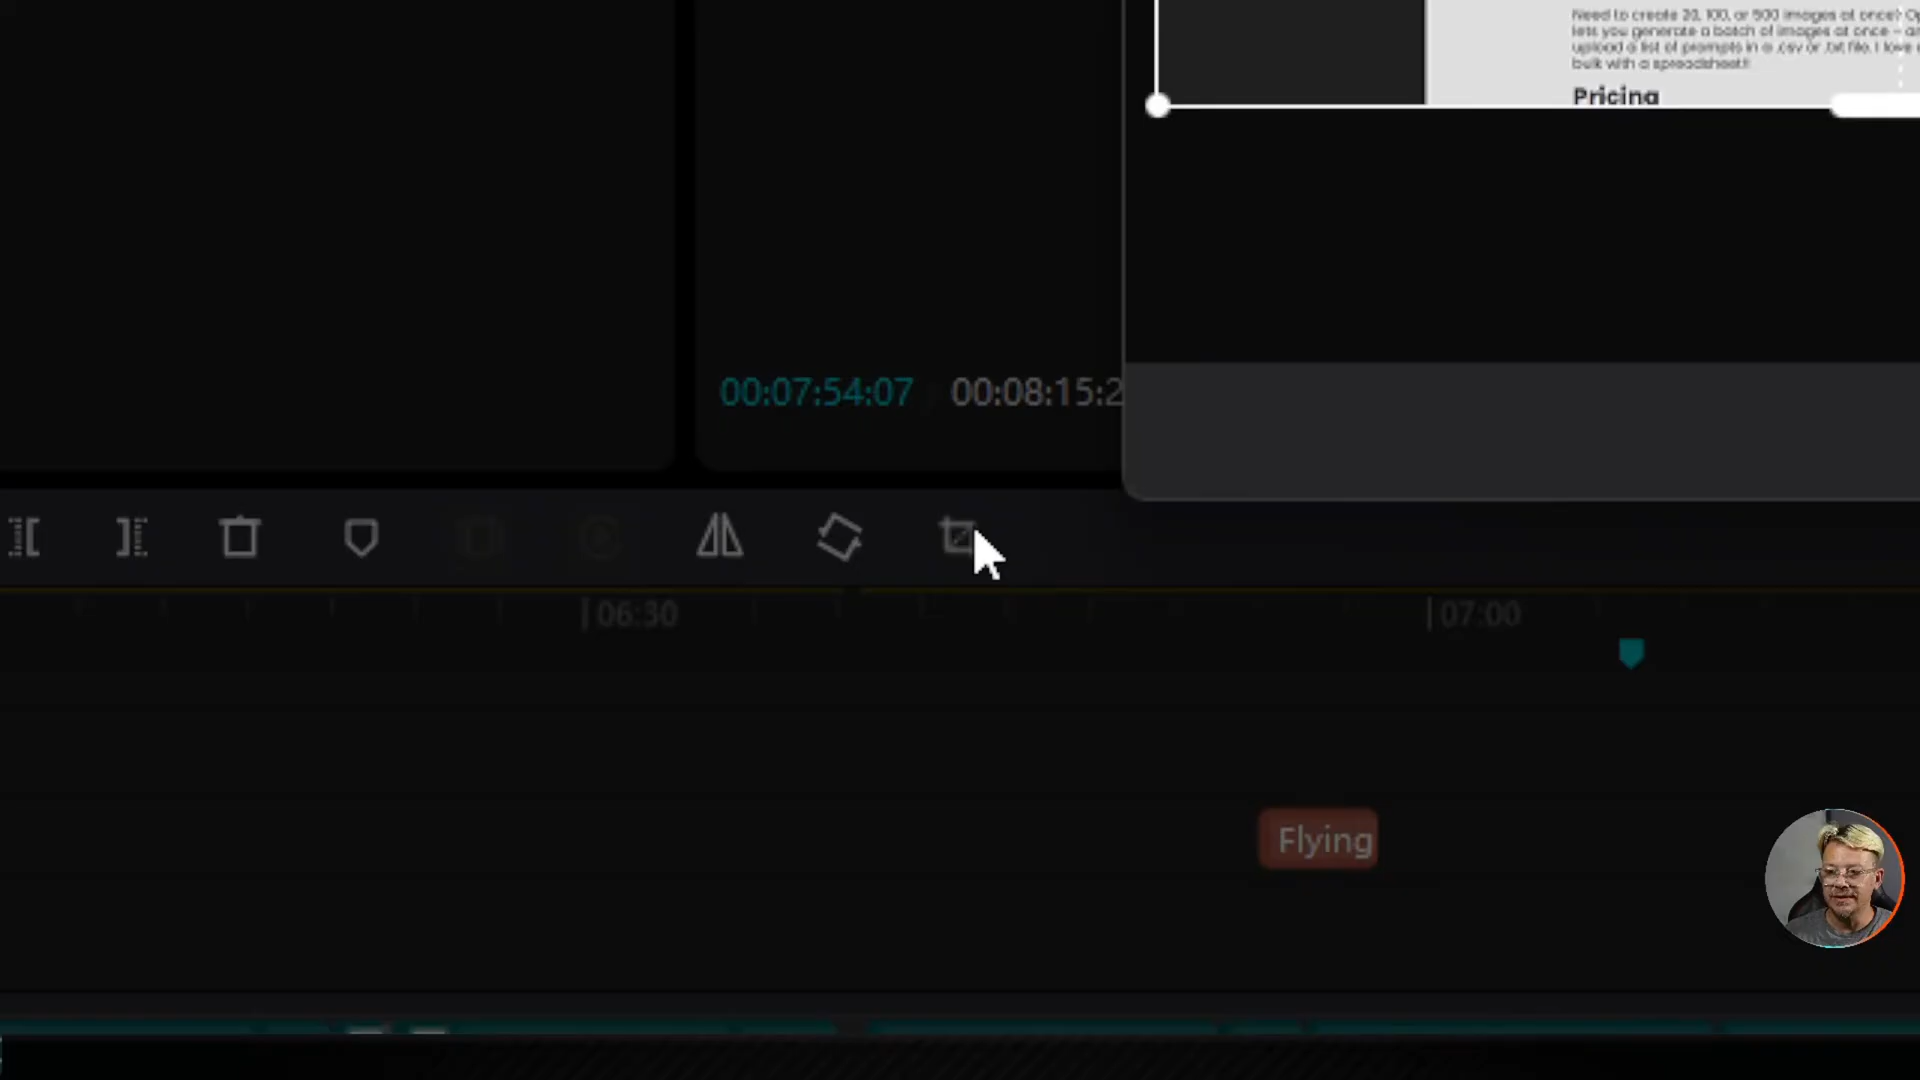 Need to create 20, 100, or 500 images at once?
lets you generate a batch of images at once –
upload a list of prompts in a .csv or .txt file. I love
bulk with a spreadsheet!
Pricing
00:07:54:07
00:08:15:2
06:30
07:00
Flying